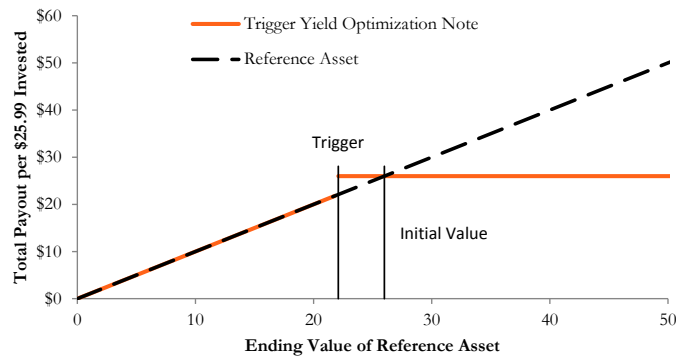 Trigger Yield Optimization Note
Reference Asset
Total Payout per $25.99 Invested
$60
$50
$40
$30
$20
$10
$0
Trigger
Initial Value
0
10
20
30
40
50
Ending Value of Reference Asset